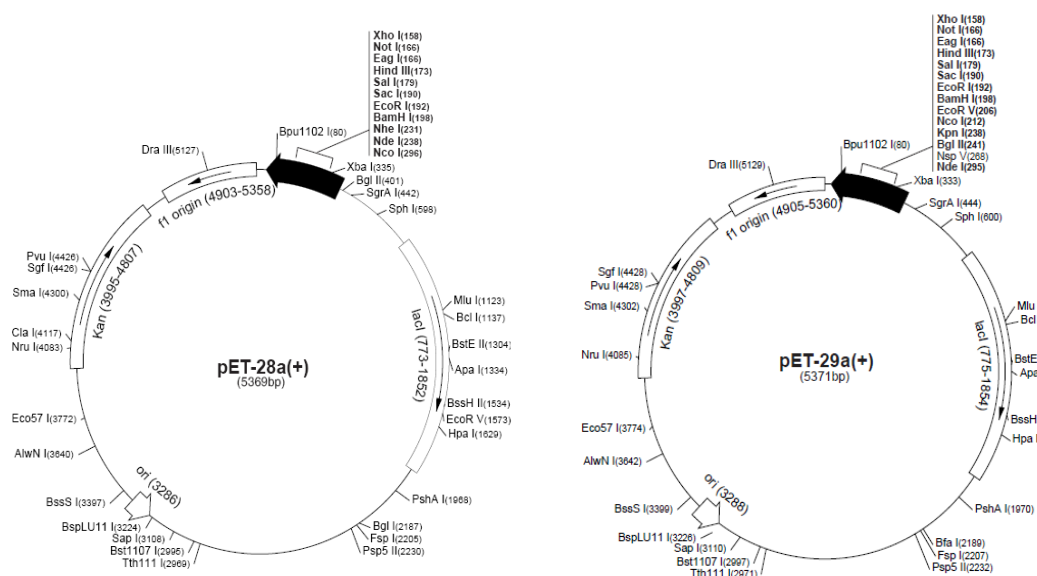 Xho I(158)
Not I(166)
Eag I(166)
Hind III(173)
Sal I(179)
Sac I(190)
EcoR I(192)
BamH I(198)
Nhe I(231)
Nde I(238)
Nco I(296)
Bpu1102 I(80)
Dra III(5127)
Xba I(335)
Bgl II(401)
SgrA I(442)
Sph I(598)
f1 origin (4903-5358)
Pvu I(4426)
Sgf I(4426)
Sma I(4300)
Kan (3995-4807)
Cla I(4117)
Nru I(4083)
Mlu I(1123)
Bcl I(1137)
BstE II(1304)
Apa I(1334)
lacI (773-1852)
BssH II(1534)
EcoR V(1573)
Hpa I(1629)
pET-28a(+)
(5369bp)
Eco57 I(3772)
AlwN I(3640)
ori (3286)
BssS I(3397)
BspLU11 I(3224)
Sap I(3108)
Bst1107 I(2995)
Tth111 I(2969)
PshA I(1968)
Bgl I(2187)
Fsp I(2205)
Psp5 II(2230)
Xho I(158)
Not I(166)
Eag I(166)
Hind III(173)
Sal I(179)
Sac I(190)
EcoR I(192)
BamH I(198)
EcoR V(206)
Nco I(212)
Kpn I(238)
Bgl II(241)
Nsp V(268)
Nde I(295)
Bpu1102 I(80)
Dra III(5129)
Xba I(333)
SgrA I(444)
Sph I(600)
f1 origin (4905-5360)
Sgf I(4428)
Pvu I(4428)
Sma I(4302)
Kan (3997-4809)
Nru I(4085)
Mlu
Bcl
BstE
Apa
lacI (775-1854)
BssH
Hpa I
pET-29a(+)
(5371bp)
Eco57 I(3774)
AlwN I(3642)
ori (3288)
BssS I(3399)
BspLU11 I(3226)
Sap I(3110)
Bst1107 I(2997)
Tth111 I(2971)
PshA I(1970)
Bfa I(2189)
Fsp I(2207)
Psp5 II(2232)